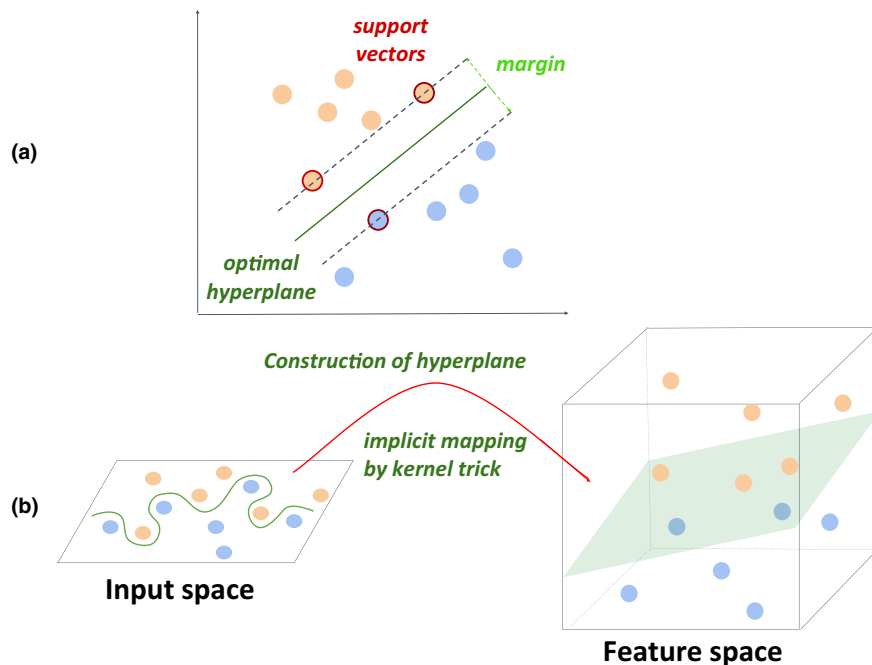 support
vectors
margin
(a)
optimal
hyperplane
Construction of hyperplane
implicit mapping
by kernel trick
(b)
Input space
Feature space